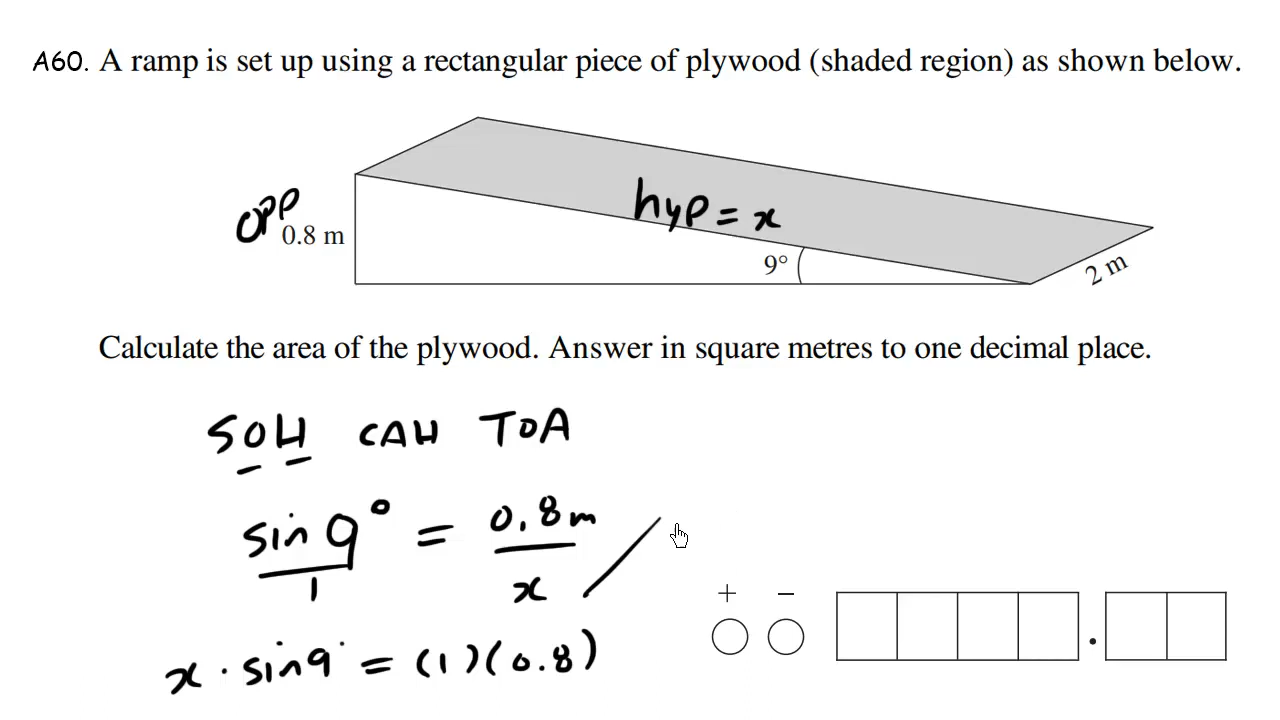 A60. A ramp is set up using a rectangular piece of plywood (shaded region) as shown below.
opp
0.8 m
hyp = x
9°
2 m
Calculate the area of the plywood. Answer in square metres to one decimal place.
SOH CAH TOA
sin 9° = 0.8m
1 x
x · sin9° = (1)(0.8)
+ −
.